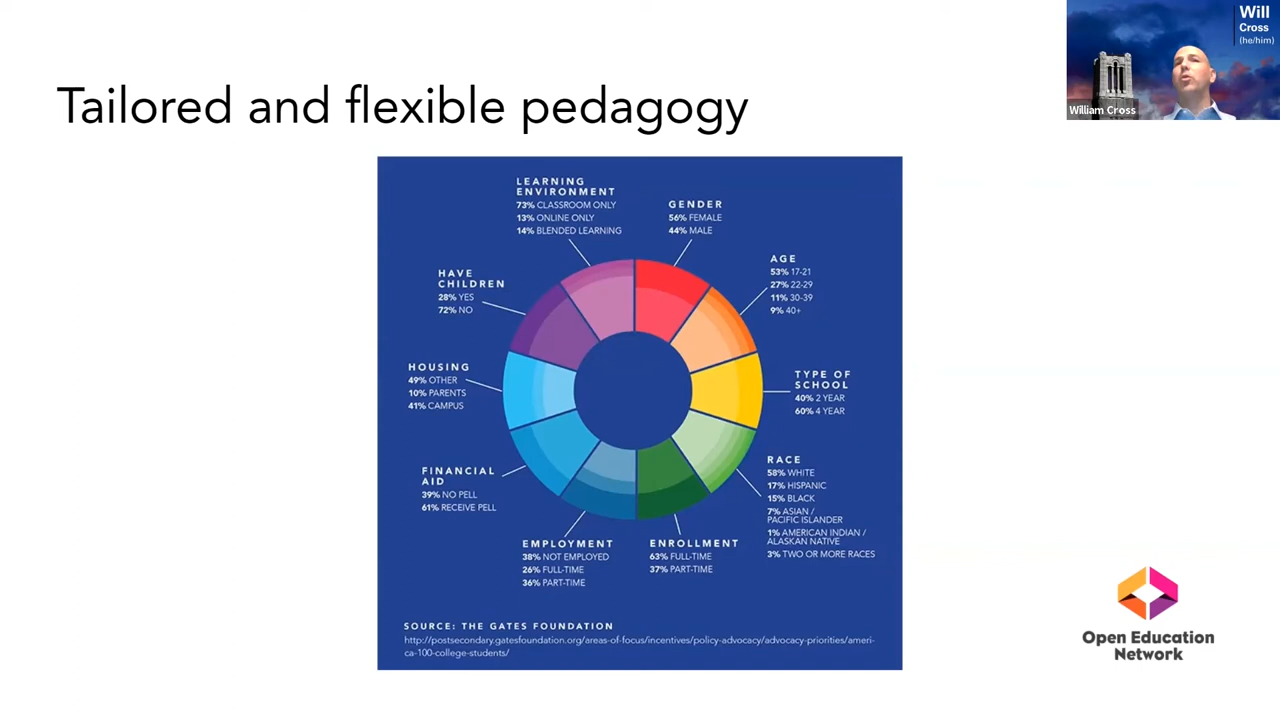 Tailored and flexible pedagogy
Will
Cross
(he/him)
William Cross
LEARNING
ENVIRONMENT
73% CLASSROOM ONLY
13% ONLINE ONLY
14% BLENDED LEARNING
GENDER
56% FEMALE
44% MALE
AGE
53% 17-21
27% 22-29
11% 30-39
9% 40+
TYPE OF
SCHOOL
40% 2 YEAR
60% 4 YEAR
RACE
58% WHITE
17% HISPANIC
15% BLACK
7% ASIAN /
PACIFIC ISLANDER
1% AMERICAN INDIAN /
ALASKAN NATIVE
3% TWO OR MORE RACES
ENROLLMENT
63% FULL-TIME
37% PART-TIME
EMPLOYMENT
38% NOT EMPLOYED
26% FULL-TIME
36% PART-TIME
FINANCIAL
AID
39% NO PELL
61% RECEIVE PELL
HOUSING
49% OTHER
10% PARENTS
41% CAMPUS
HAVE
CHILDREN
28% YES
72% NO
SOURCE: THE GATES FOUNDATION
http://postsecondary.gatesfoundation.org/areas-of-focus/incentives/policy-advocacy/advocacy-priorities/ameri-
ca-100-college-students/
Open Education
Network